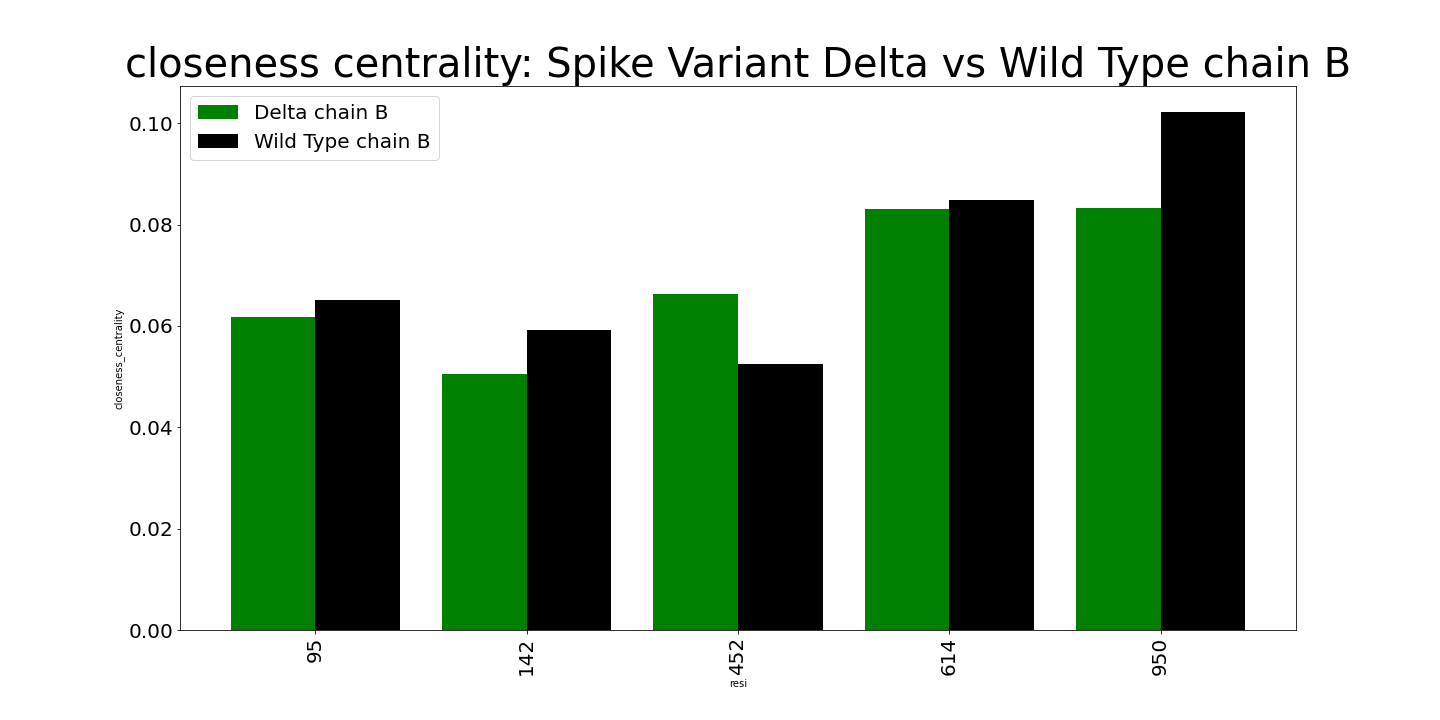 closeness centrality: Spike Variant Delta vs Wild Type chain B
Delta chain B
Wild Type chain B
0.10
0.08
0.06
0.04
0.02
0.00
closeness_centrality
95
142
452
614
950
resi